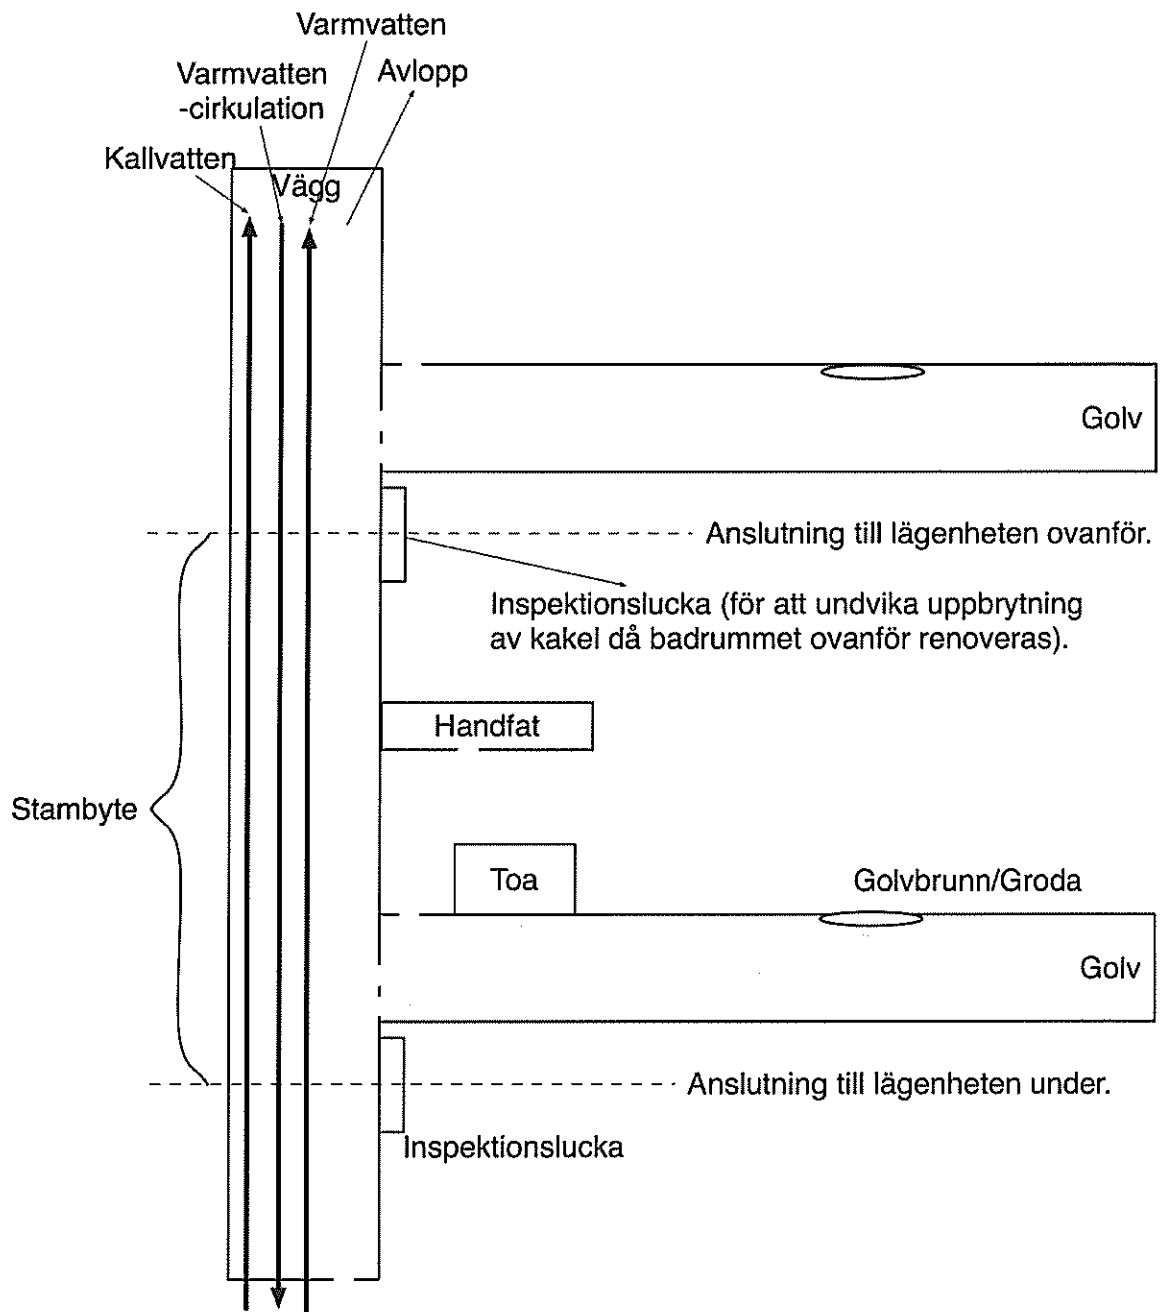 Varmvatten
Varmvatten
-cirkulation
Avlopp
Kallvatten
Vägg
Golv
Anslutning till lägenheten ovanför.
Inspektionslucka (för att undvika uppbrytning
av kakel då badrummet ovanför renoveras).
Handfat
Stambyte
Toa
Golvbrunn/Groda
Golv
Anslutning till lägenheten under.
Inspektionslucka